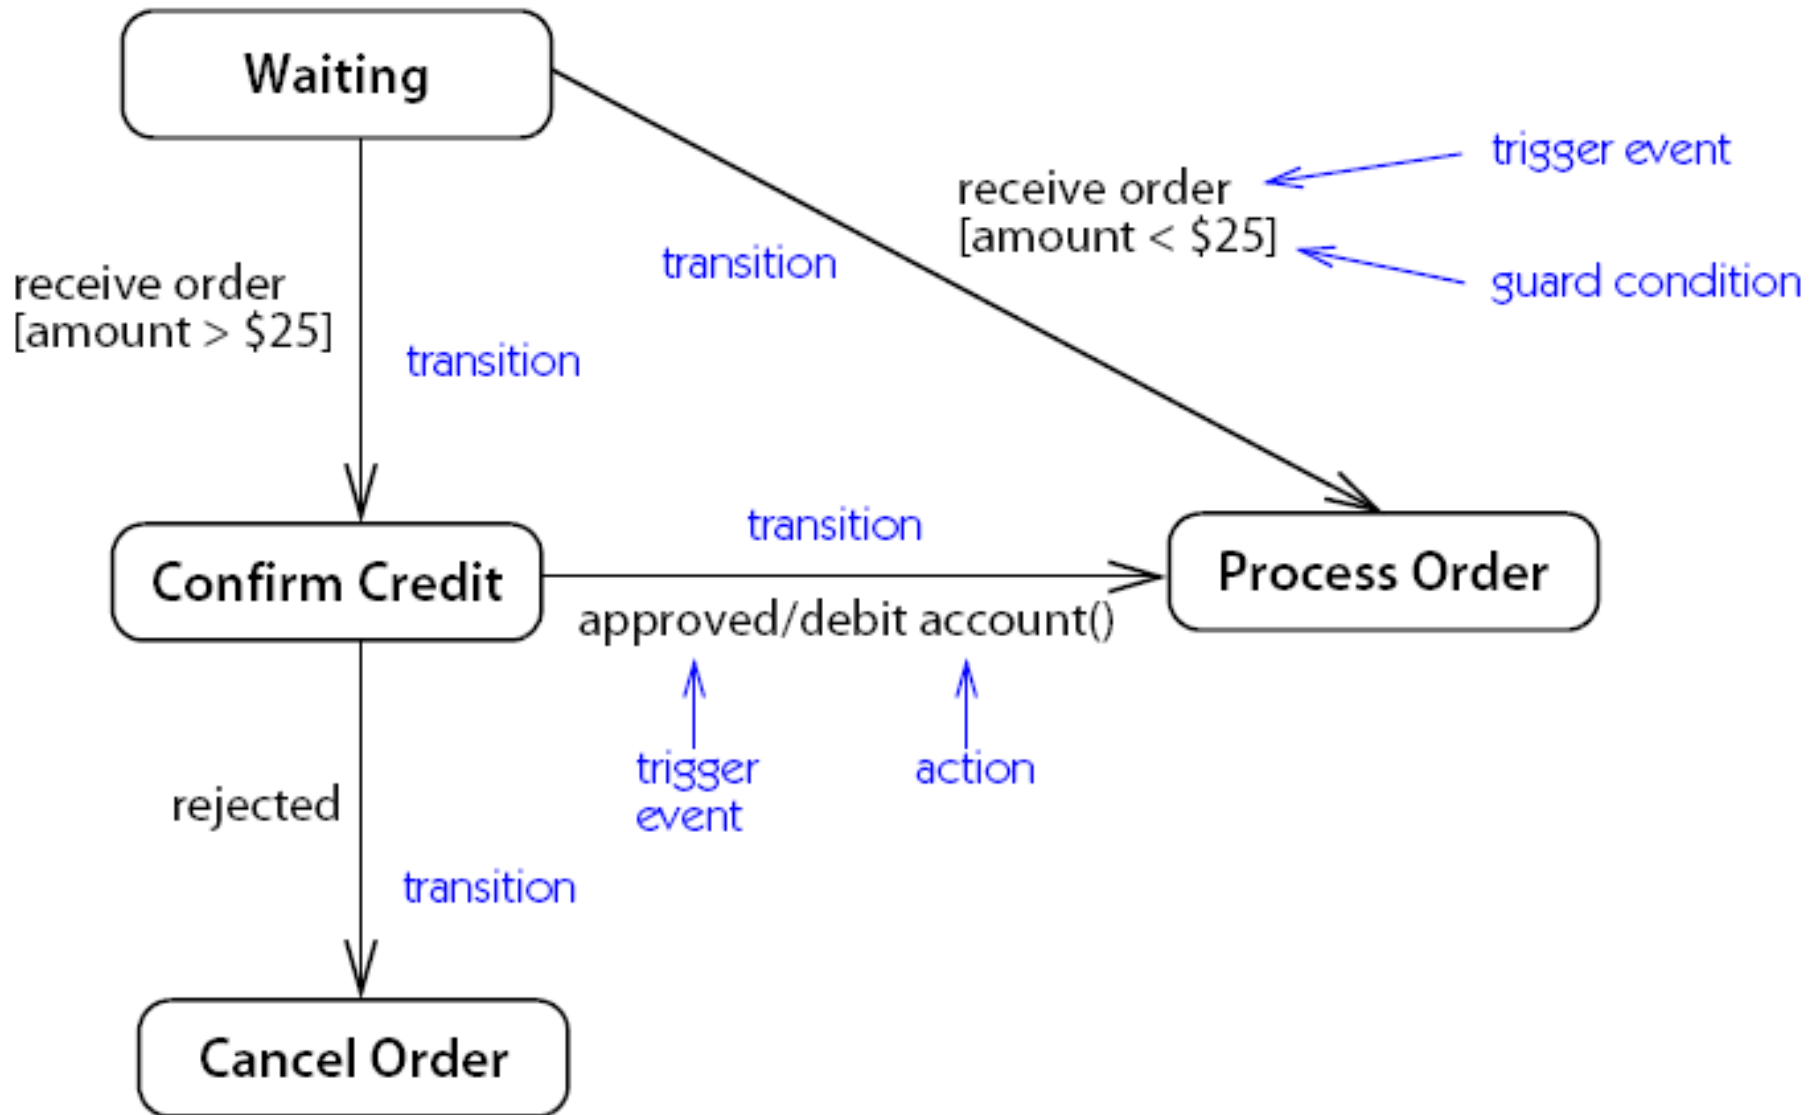 Waiting
trigger event
receive order
[amount < $25]
transition
guard condition
receive order
[amount > $25]
transition
transition
Confirm Credit
Process Order
approved/debit account()
trigger
event
action
rejected
transition
Cancel Order